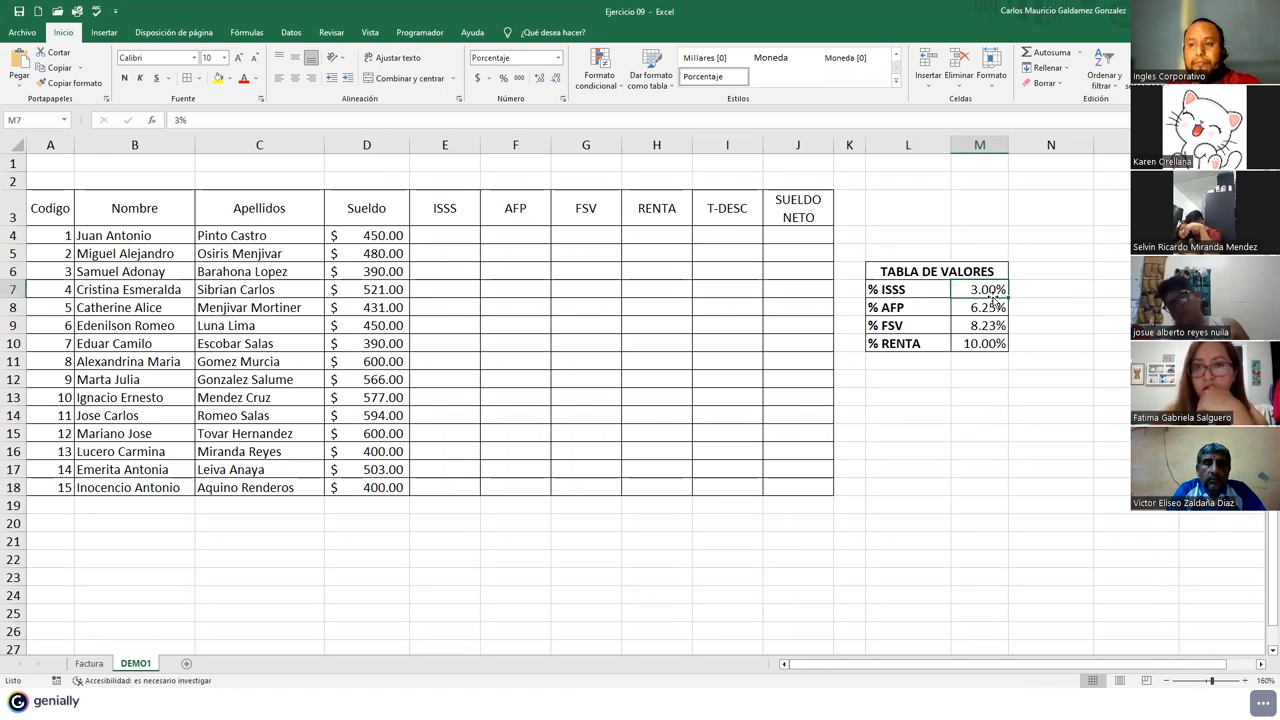 Ejercicio 09 - Excel
Carlos Mauricio Galdamez Gonzalez
Archivo Inicio Insertar Disposición de página Fórmulas Datos Revisar Vista Programador Ayuda ¿Qué desea hacer?
Pegar
Cortar
Copiar
Copiar formato
Portapapeles
Calibri 10
N K S
Fuente
Ajustar texto
Combinar y centrar
Alineación
Porcentaje
$ % 000
Número
Formato condicional
Dar formato como tabla
Millares [0] Moneda Moneda [0]
Porcentaje
Estilos
Insertar Eliminar Formato
Celdas
Autosuma
Rellenar
Borrar
Ordenar y filtrar
Edición
M7 fx 3%
A B C D E F G H I J K L M N
1
2
3 Codigo Nombre Apellidos Sueldo ISSS AFP FSV RENTA T-DESC SUELDO NETO
4 1 Juan Antonio Pinto Castro $ 450.00
5 2 Miguel Alejandro Osiris Menjivar $ 480.00
6 3 Samuel Adonay Barahona Lopez $ 390.00 TABLA DE VALORES
7 4 Cristina Esmeralda Sibrian Carlos $ 521.00 % ISSS 3.00%
8 5 Catherine Alice Menjivar Mortiner $ 431.00 % AFP 6.25%
9 6 Edenilson Romeo Luna Lima $ 450.00 % FSV 8.23%
10 7 Eduar Camilo Escobar Salas $ 390.00 % RENTA 10.00%
11 8 Alexandrina Maria Gomez Murcia $ 600.00
12 9 Marta Julia Gonzalez Salume $ 566.00
13 10 Ignacio Ernesto Mendez Cruz $ 577.00
14 11 Jose Carlos Romeo Salas $ 594.00
15 12 Mariano Jose Tovar Hernandez $ 600.00
16 13 Lucero Carmina Miranda Reyes $ 400.00
17 14 Emerita Antonia Leiva Anaya $ 503.00
18 15 Inocencio Antonio Aquino Renderos $ 400.00
19
20
21
22
23
24
25
26
27
Factura DEMO1
Listo Accesibilidad: es necesario investigar 160%
genially
Ingles Corporativo
Karen Orellana
Selvin Ricardo Miranda Mendez
josue alberto reyes nuila
Fatima Gabriela Salguero
Victor Eliseo Zaldaña Diaz